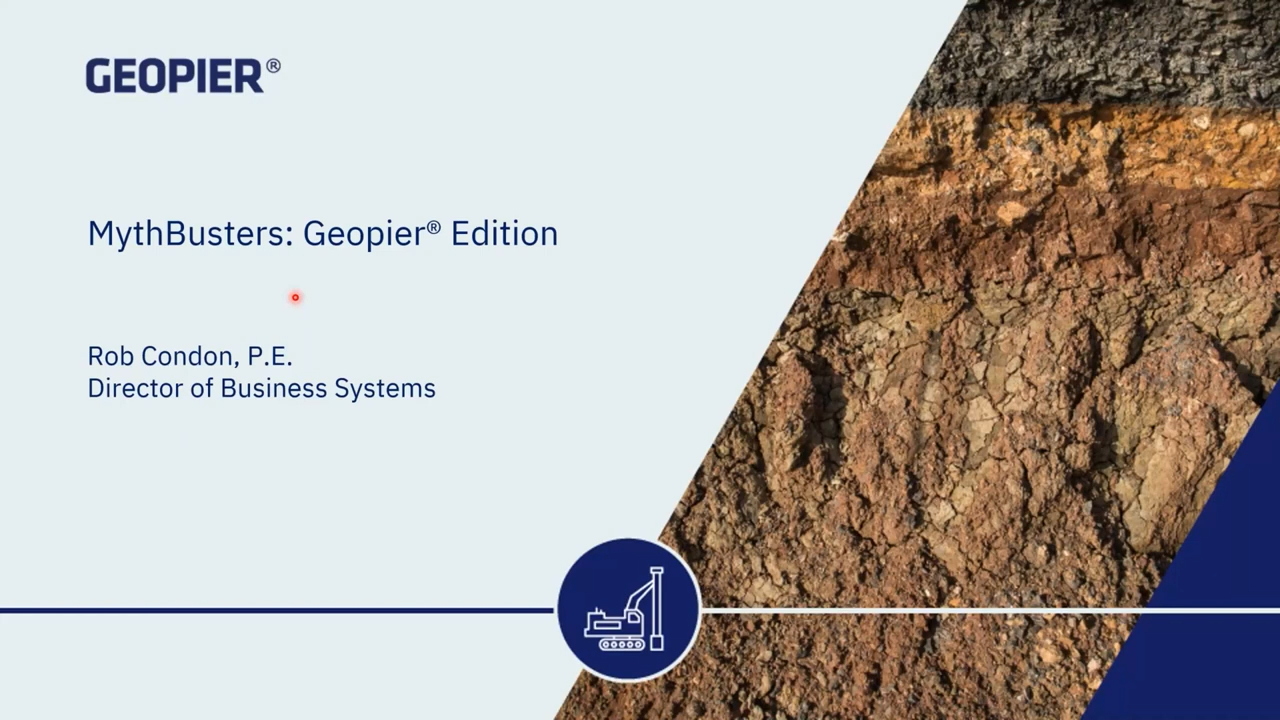 GEOPIER®
MythBusters: Geopier® Edition
Rob Condon, P.E.
Director of Business Systems